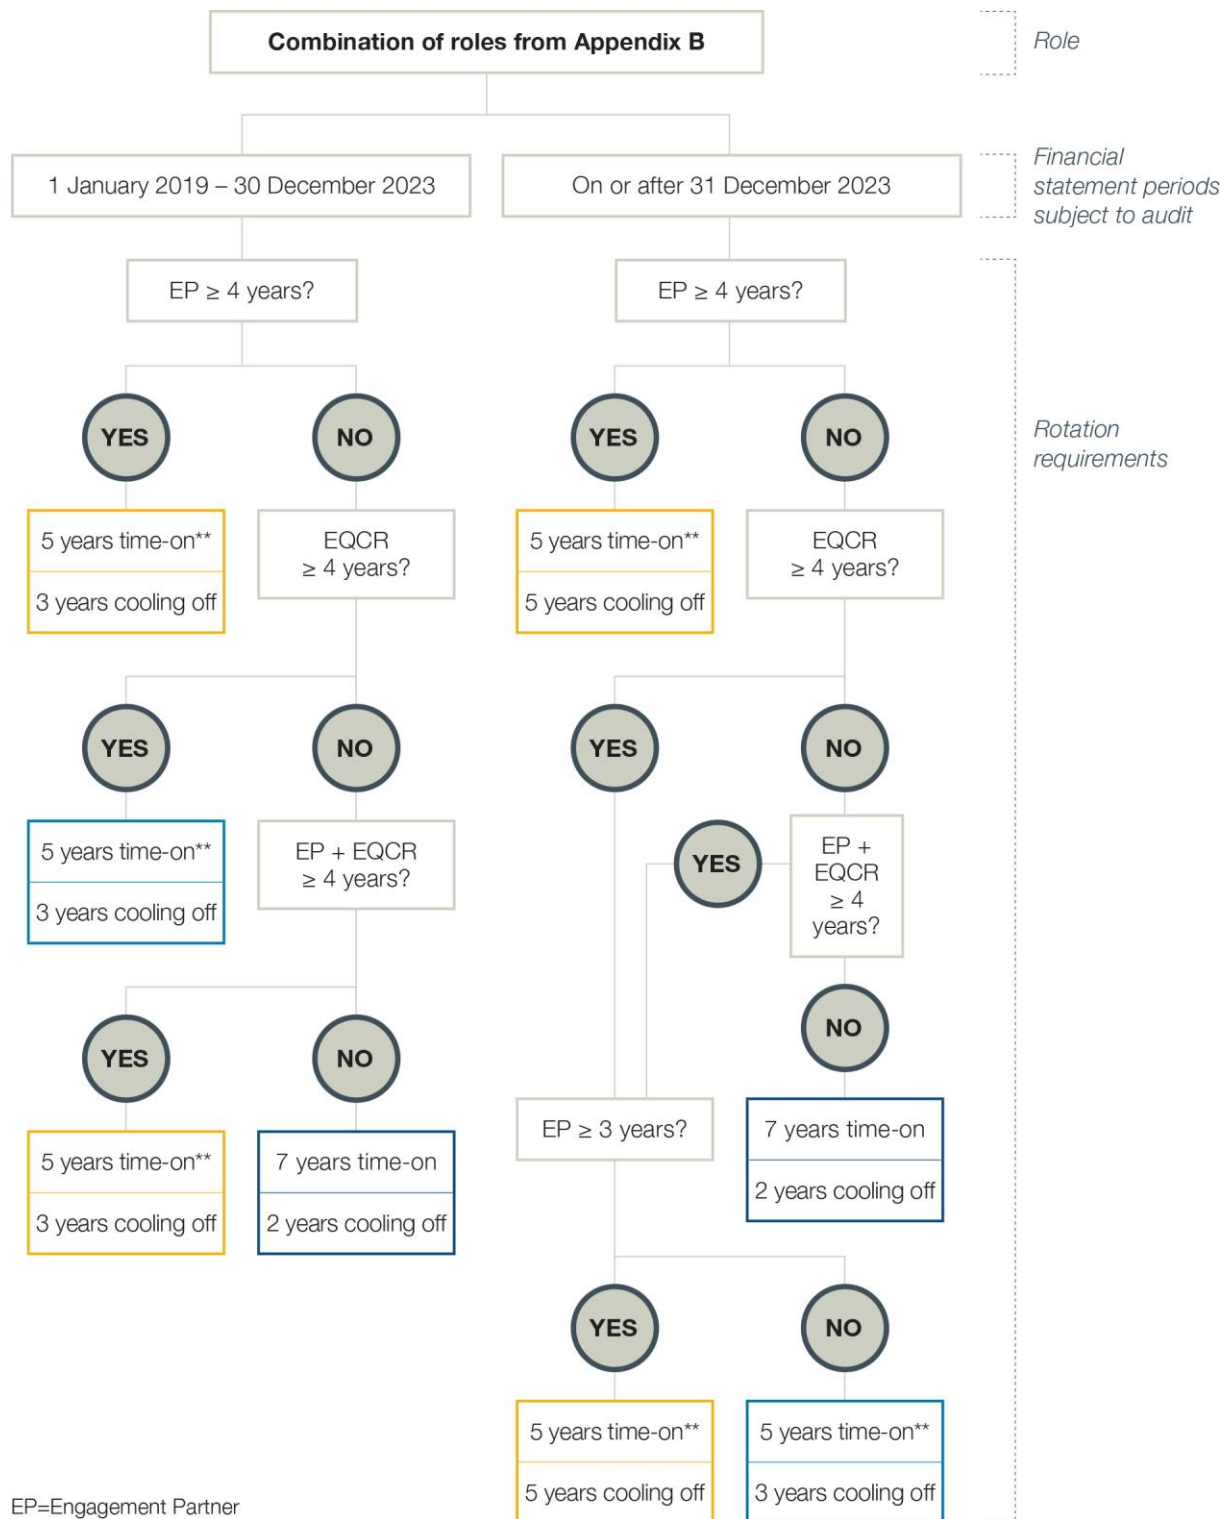 Combination of roles from Appendix B
Role
1 January 2019 – 30 December 2023
On or after 31 December 2023
Financial
statement periods
subject to audit
EP ≥ 4 years?
EP ≥ 4 years?
YES
NO
YES
NO
Rotation
requirements
5 years time-on**
3 years cooling off
EQCR
≥ 4 years?
5 years time-on**
5 years cooling off
EQCR
≥ 4 years?
YES
NO
YES
NO
5 years time-on**
3 years cooling off
EP + EQCR
≥ 4 years?
YES
EP +
EQCR
≥ 4
years?
YES
NO
NO
5 years time-on**
3 years cooling off
7 years time-on
2 years cooling off
EP ≥ 3 years?
7 years time-on
2 years cooling off
YES
NO
5 years time-on**
5 years cooling off
5 years time-on**
3 years cooling off
EP=Engagement Partner